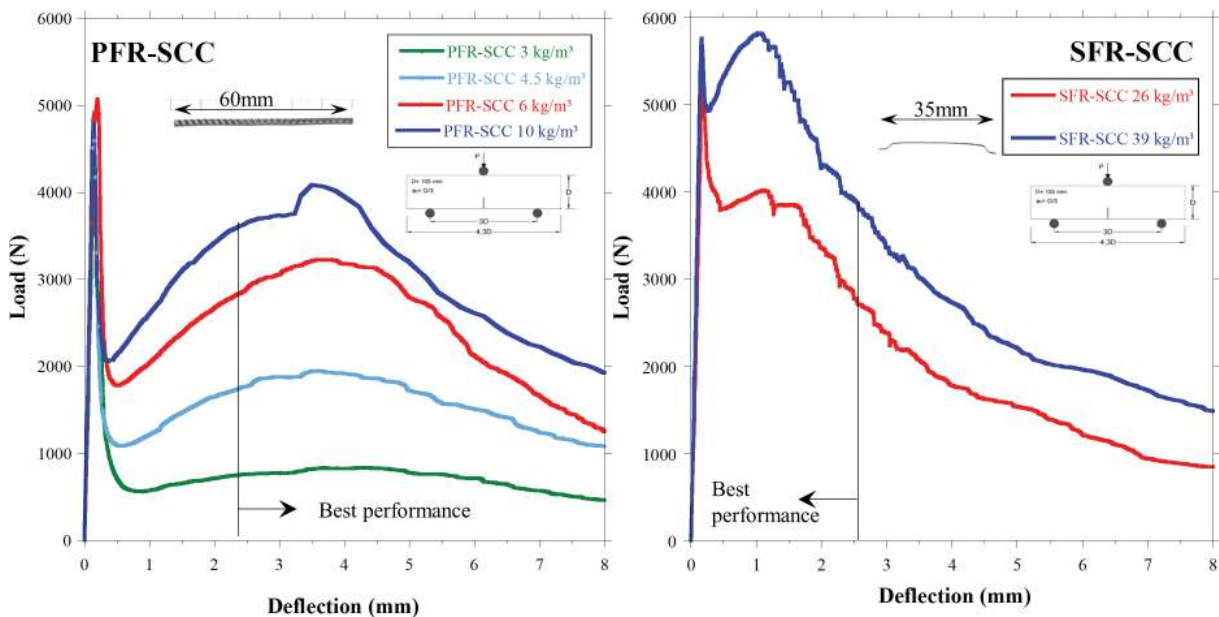 PFR-SCC
PFR-SCC 3 kg/m³
PFR-SCC 4.5 kg/m³
PFR-SCC 6 kg/m³
PFR-SCC 10 kg/m³
60mm
P
D= 100 mm
D
3D
4.3D
Best performance
6000
5000
4000
3000
2000
1000
0
Load (N)
0 1 2 3 4 5 6 7 8
Deflection (mm)
SFR-SCC
SFR-SCC 26 kg/m³
SFR-SCC 39 kg/m³
35mm
P
D= 100 mm
D
3D
4.3D
Best
performance
6000
5000
4000
3000
2000
1000
0
Load (N)
0 1 2 3 4 5 6 7 8
Deflection (mm)